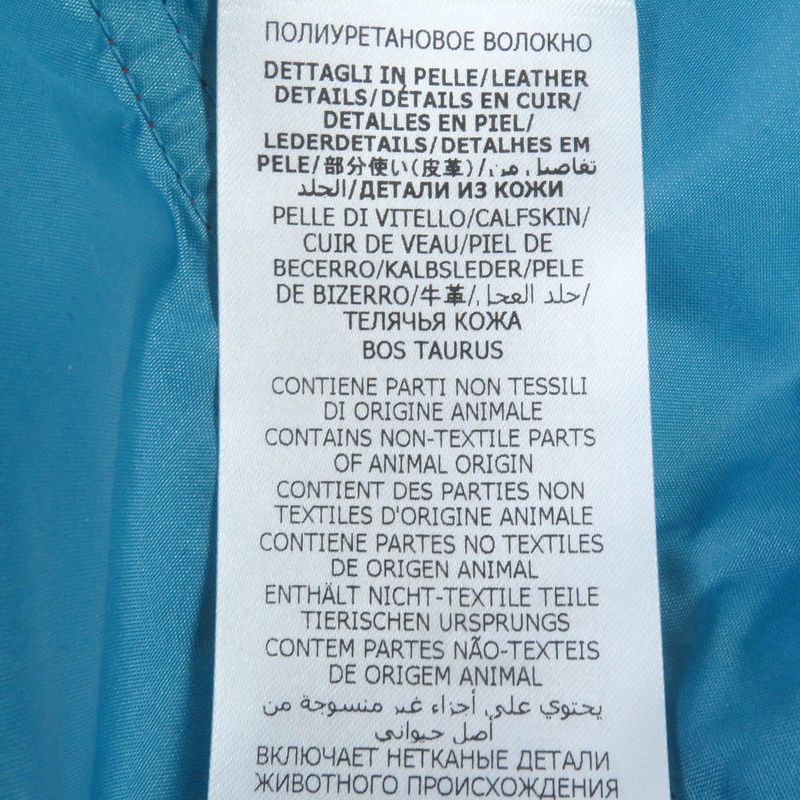 ПОЛИУРЕТАНОВОЕ ВОЛОКНО
DETTAGLI IN PELLE/LEATHER
DETAILS/DÉTAILS EN CUIR/
DETALLES EN PIEL/
LEDERDETAILS/DETALHES EM
PELE/部分使い(皮革)/تفاصيل من
الجلد/ДЕТАЛИ ИЗ КОЖИ
PELLE DI VITELLO/CALFSKIN/
CUIR DE VEAU/PIEL DE
BECERRO/KALBSLEDER/PELE
DE BIZERRO/牛革/جلد/
ТЕЛЯЧЬЯ КОЖА
BOS TAURUS
CONTIENE PARTI NON TESSILI
DI ORIGINE ANIMALE
CONTAINS NON-TEXTILE PARTS
OF ANIMAL ORIGIN
CONTIENT DES PARTIES NON
TEXTILES D'ORIGINE ANIMALE
CONTIENE PARTES NO TEXTILES
DE ORIGEN ANIMAL
ENTHÄLT NICHT-TEXTILE TEILE
TIERISCHEN URSPRUNGS
CONTEM PARTES NÃO-TEXTEIS
DE ORIGEM ANIMAL
يحتوي على أجزاء غير منسوجة من
أصل حيواني
ВКЛЮЧАЕТ НЕТКАНЫЕ ДЕТАЛИ
ЖИВОТНОГО ПРОИСХОЖДЕНИЯ